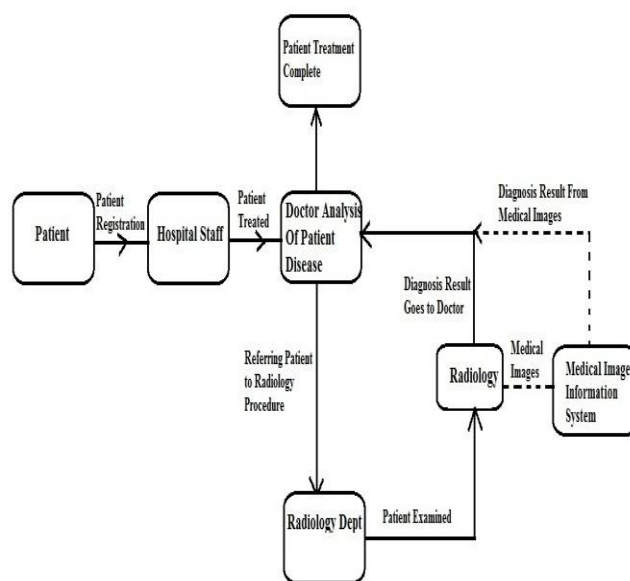 Patient Treatment
Complete
Patient
Registration
Patient
Treated
Patient
Hospital Staff
Doctor Analysis
Of Patient
Disease
Diagnosis Result From
Medical Images
Diagnosis Result
Goes to Doctor
Referring Patient
to Radiology
Procedure
Radiology
Medical
Images
Medical Image
Information
System
Radiology Dept
Patient Examined